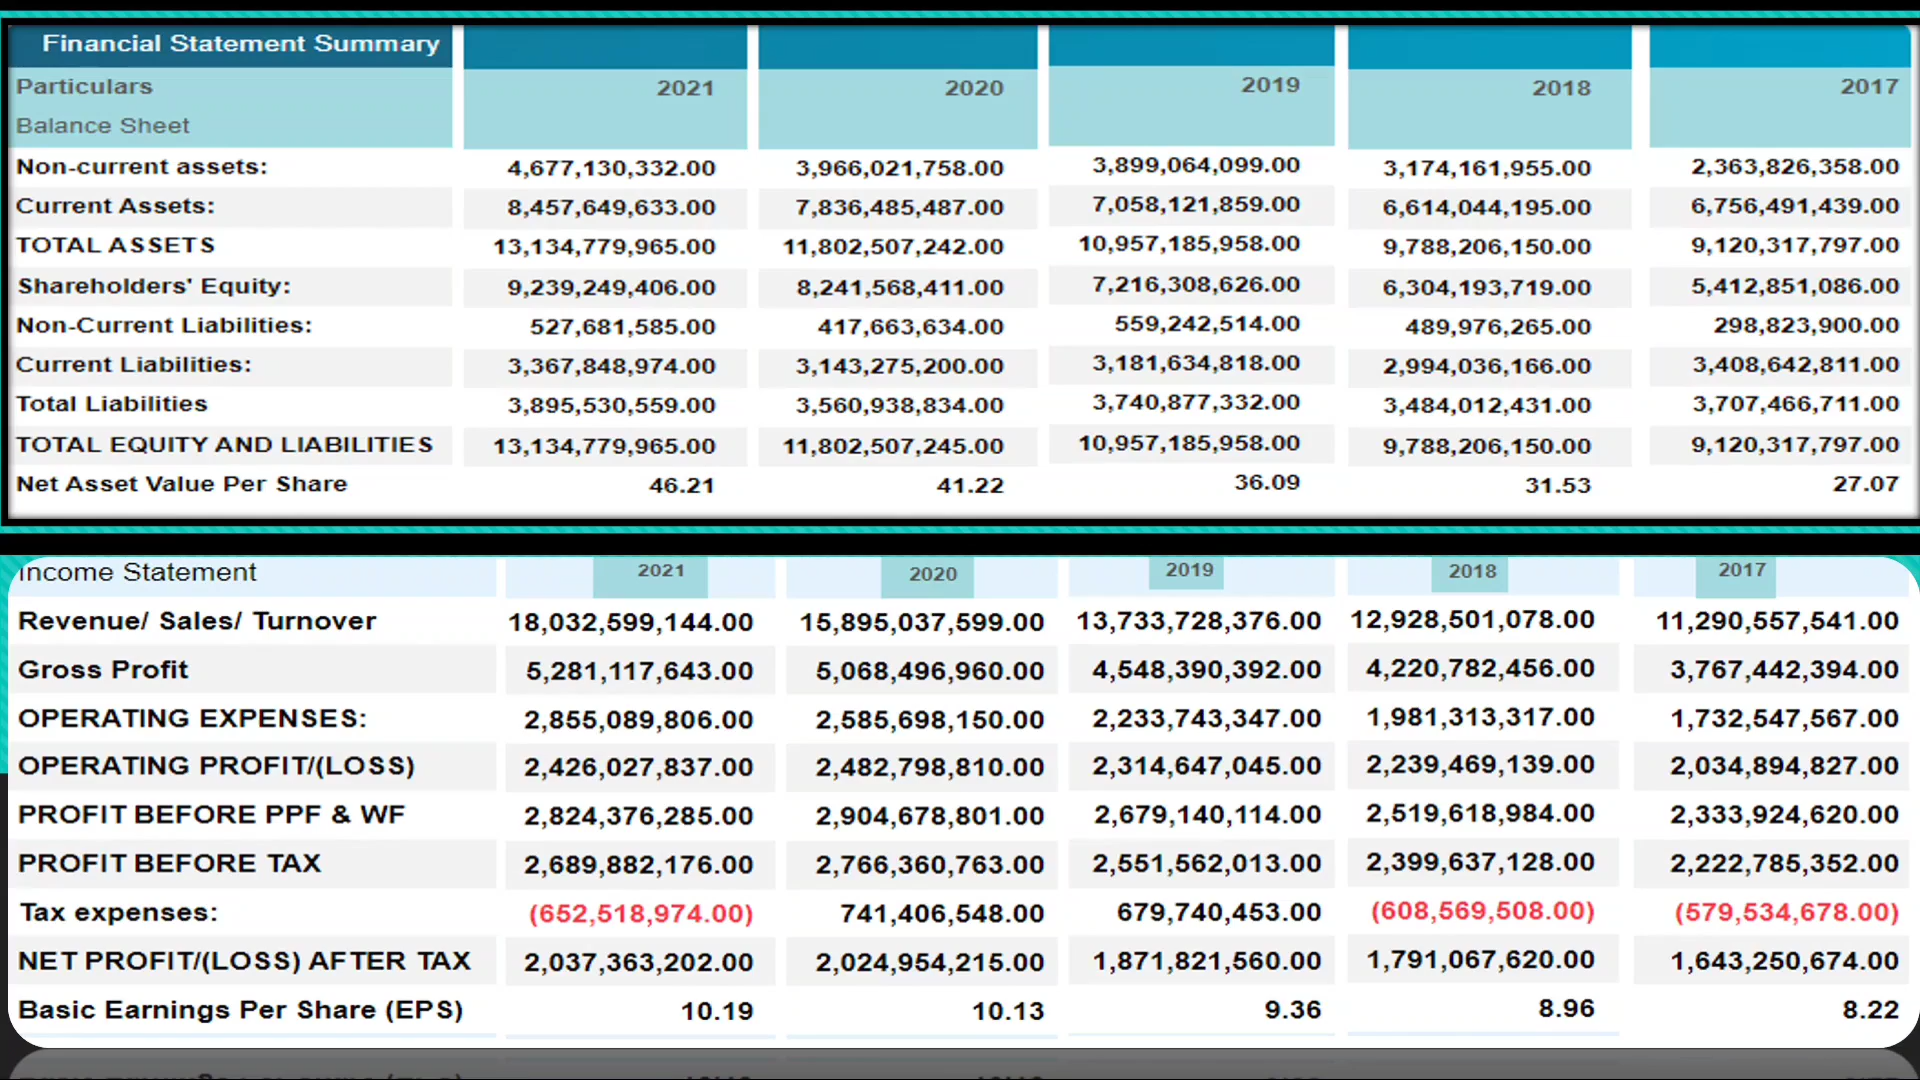 Financial Statement Summary
Particulars 2021 2020 2019 2018 2017
Balance Sheet
Non-current assets: 4,677,130,332.00 3,966,021,758.00 3,899,064,099.00 3,174,161,955.00 2,363,826,358.00
Current Assets: 8,457,649,633.00 7,836,485,487.00 7,058,121,859.00 6,614,044,195.00 6,756,491,439.00
TOTAL ASSETS 13,134,779,965.00 11,802,507,242.00 10,957,185,958.00 9,788,206,150.00 9,120,317,797.00
Shareholders' Equity: 9,239,249,406.00 8,241,568,411.00 7,216,308,626.00 6,304,193,719.00 5,412,851,086.00
Non-Current Liabilities: 527,681,585.00 417,663,634.00 559,242,514.00 489,976,265.00 298,823,900.00
Current Liabilities: 3,367,848,974.00 3,143,275,200.00 3,181,634,818.00 2,994,036,166.00 3,408,642,811.00
Total Liabilities 3,895,530,559.00 3,560,938,834.00 3,740,877,332.00 3,484,012,431.00 3,707,466,711.00
TOTAL EQUITY AND LIABILITIES 13,134,779,965.00 11,802,507,245.00 10,957,185,958.00 9,788,206,150.00 9,120,317,797.00
Net Asset Value Per Share 46.21 41.22 36.09 31.53 27.07
Income Statement 2021 2020 2019 2018 2017
Revenue/ Sales/ Turnover 18,032,599,144.00 15,895,037,599.00 13,733,728,376.00 12,928,501,078.00 11,290,557,541.00
Gross Profit 5,281,117,643.00 5,068,496,960.00 4,548,390,392.00 4,220,782,456.00 3,767,442,394.00
OPERATING EXPENSES: 2,855,089,806.00 2,585,698,150.00 2,233,743,347.00 1,981,313,317.00 1,732,547,567.00
OPERATING PROFIT/(LOSS) 2,426,027,837.00 2,482,798,810.00 2,314,647,045.00 2,239,469,139.00 2,034,894,827.00
PROFIT BEFORE PPF & WF 2,824,376,285.00 2,904,678,801.00 2,679,140,114.00 2,519,618,984.00 2,333,924,620.00
PROFIT BEFORE TAX 2,689,882,176.00 2,766,360,763.00 2,551,562,013.00 2,399,637,128.00 2,222,785,352.00
Tax expenses: (652,518,974.00) 741,406,548.00 679,740,453.00 (608,569,508.00) (579,534,678.00)
NET PROFIT/(LOSS) AFTER TAX 2,037,363,202.00 2,024,954,215.00 1,871,821,560.00 1,791,067,620.00 1,643,250,674.00
Basic Earnings Per Share (EPS) 10.19 10.13 9.36 8.96 8.22